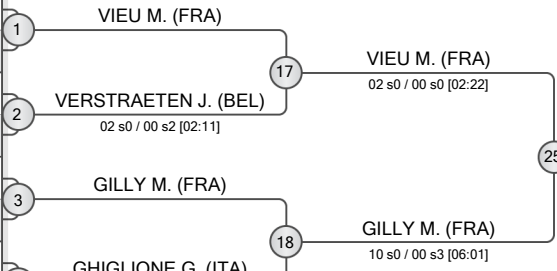 VIEU M. (FRA)
1
17
VIEU M. (FRA)
02 s0 / 00 s0 [02:22]
VERSTRAETEN J. (BEL)
2
02 s0 / 00 s2 [02:11]
25
GILLY M. (FRA)
3
18
GILLY M. (FRA)
10 s0 / 00 s3 [06:01]
GHIGLIONE G. (ITA)